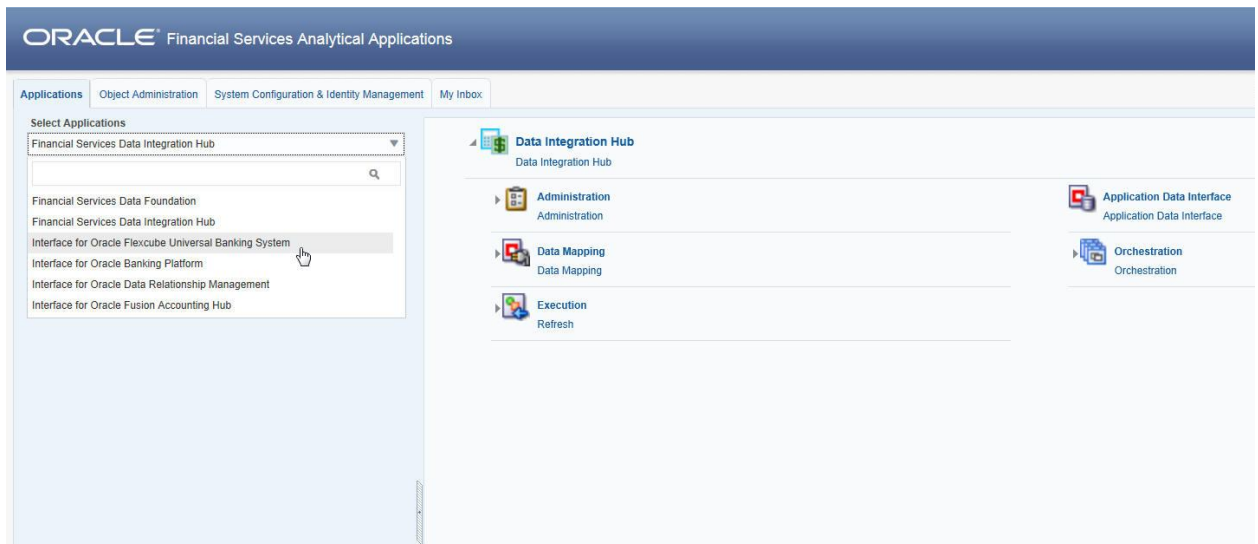 ORACLE® Financial Services Analytical Applications
Applications Object Administration System Configuration & Identity Management My Inbox
Select Applications
Financial Services Data Integration Hub
Financial Services Data Foundation
Financial Services Data Integration Hub
Interface for Oracle Flexcube Universal Banking System
Interface for Oracle Banking Platform
Interface for Oracle Data Relationship Management
Interface for Oracle Fusion Accounting Hub
Data Integration Hub
Data Integration Hub
Administration
Administration
Data Mapping
Data Mapping
Execution
Refresh
Application Data Interface
Application Data Interface
Orchestration
Orchestration